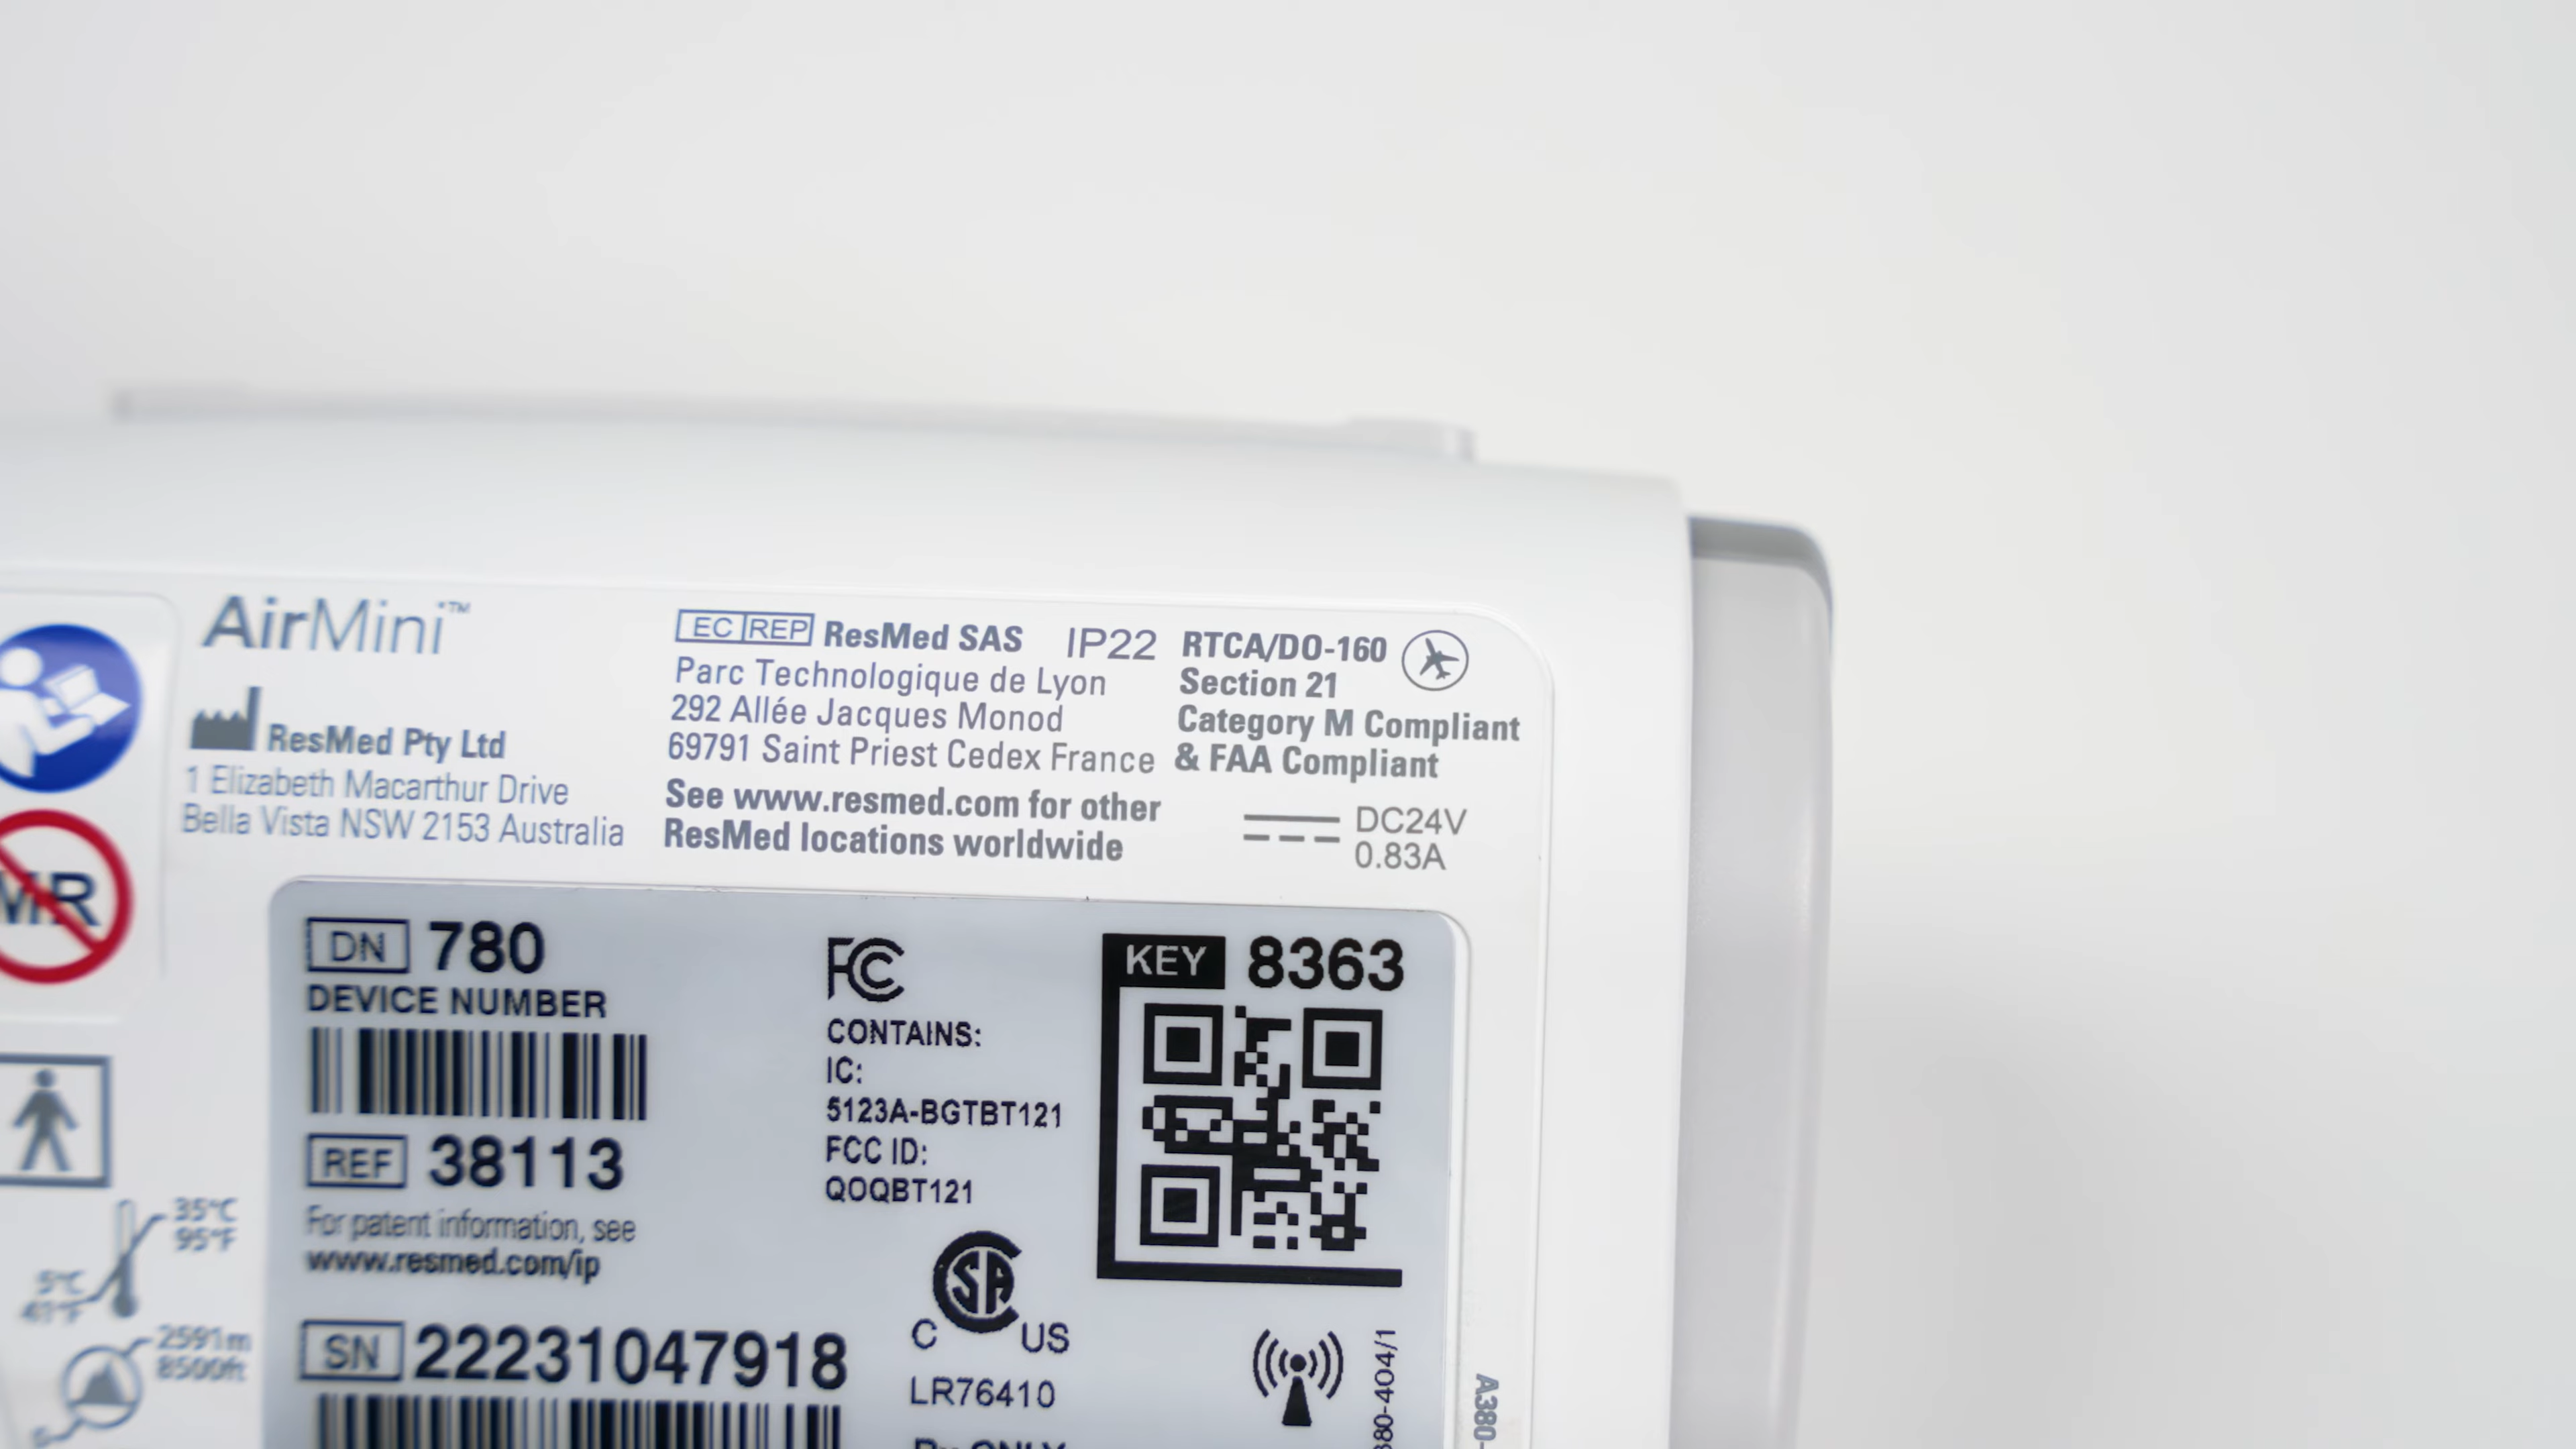 AirMini™
ResMed Pty Ltd
1 Elizabeth Macarthur Drive
Bella Vista NSW 2153 Australia
EC REP ResMed SAS
Parc Technologique de Lyon
292 Allée Jacques Monod
69791 Saint Priest Cedex France
See www.resmed.com for other
ResMed locations worldwide
IP22
RTCA/DO-160
Section 21
Category M Compliant
& FAA Compliant
DC24V
0.83A
MR
35°C
95°F
5°C
41°F
2591m
8500ft
DN 780
DEVICE NUMBER
REF 38113
For patent information, see
www.resmed.com/ip
SN 22231047918
FC
CONTAINS:
IC:
5123A-BGTBT121
FCC ID:
QOQBT121
C SA US
LR76410
KEY 8363
380-404/1
A380-